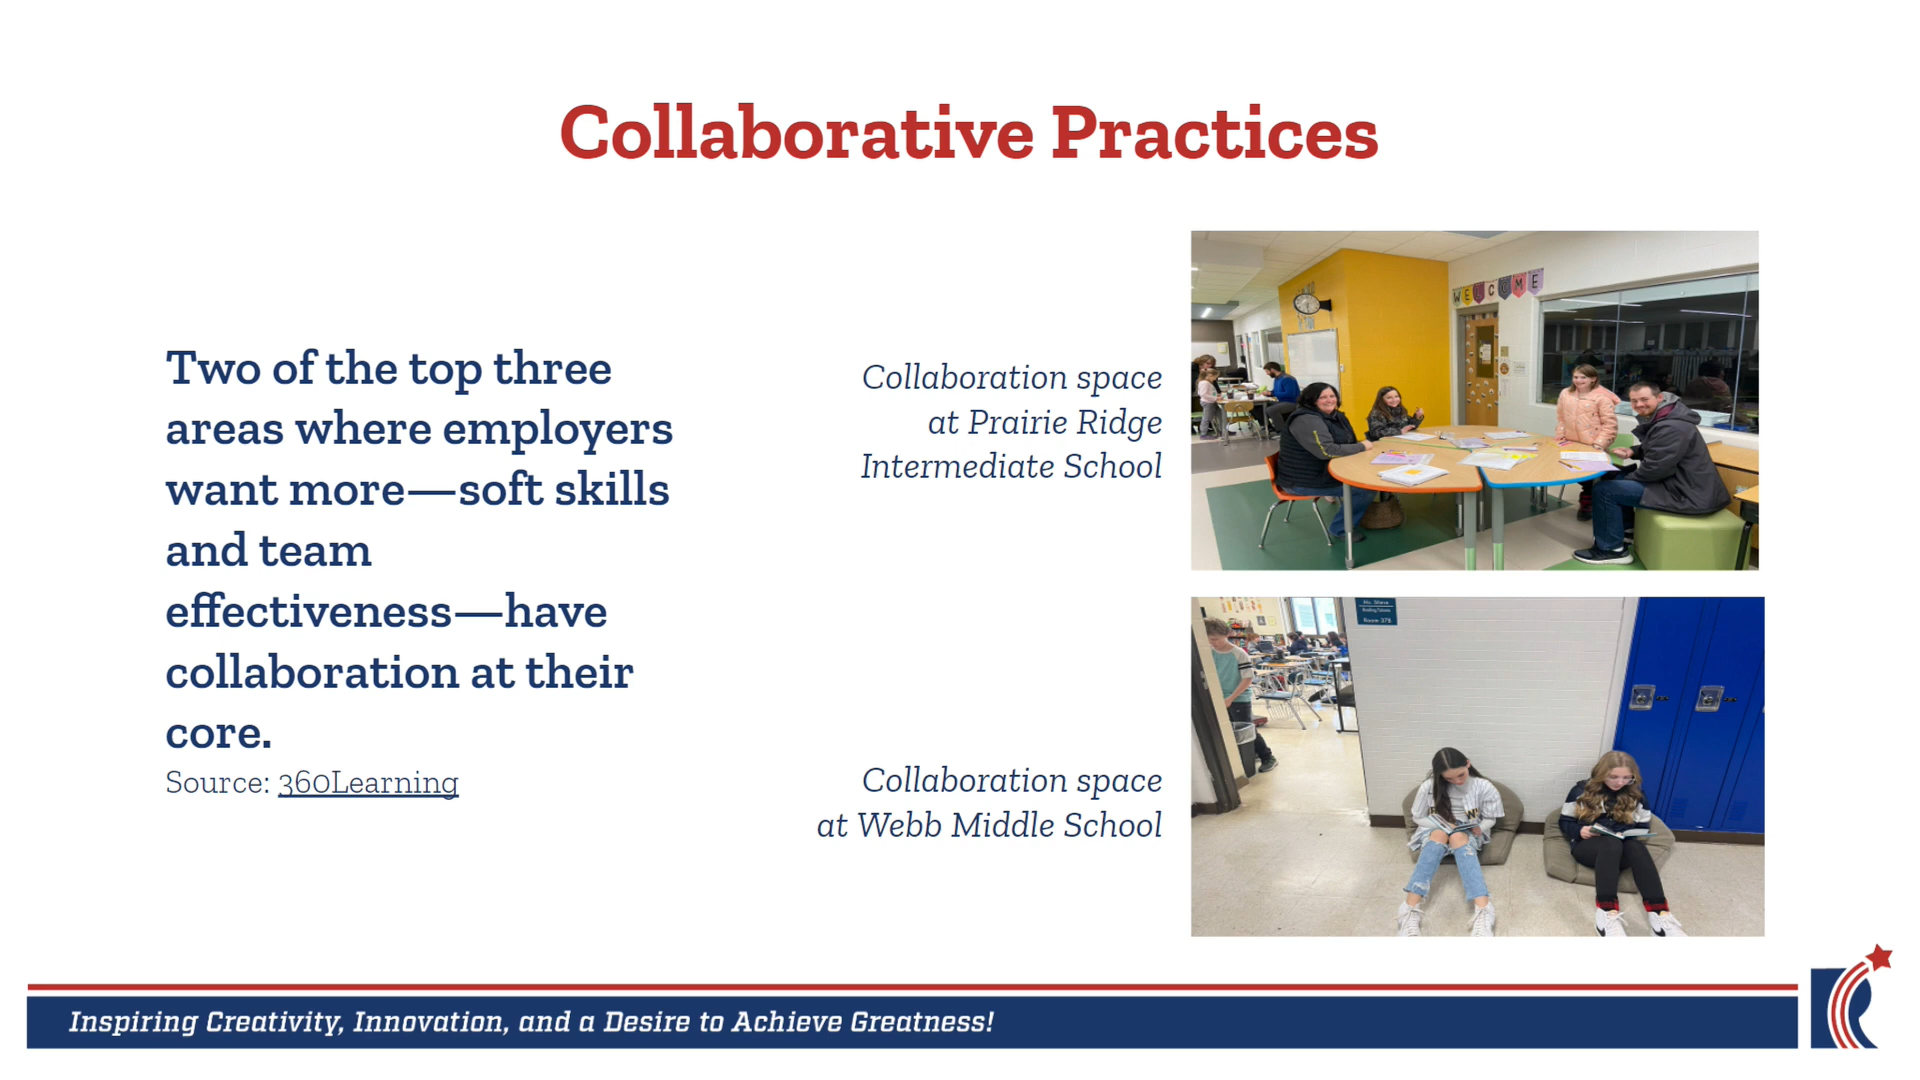 Collaborative Practices
Two of the top three
areas where employers
want more—soft skills
and team
effectiveness—have
collaboration at their
core.
Source: 360Learning
Collaboration space
at Prairie Ridge
Intermediate School
WELCOME
Collaboration space
at Webb Middle School
Room 378
Inspiring Creativity, Innovation, and a Desire to Achieve Greatness!